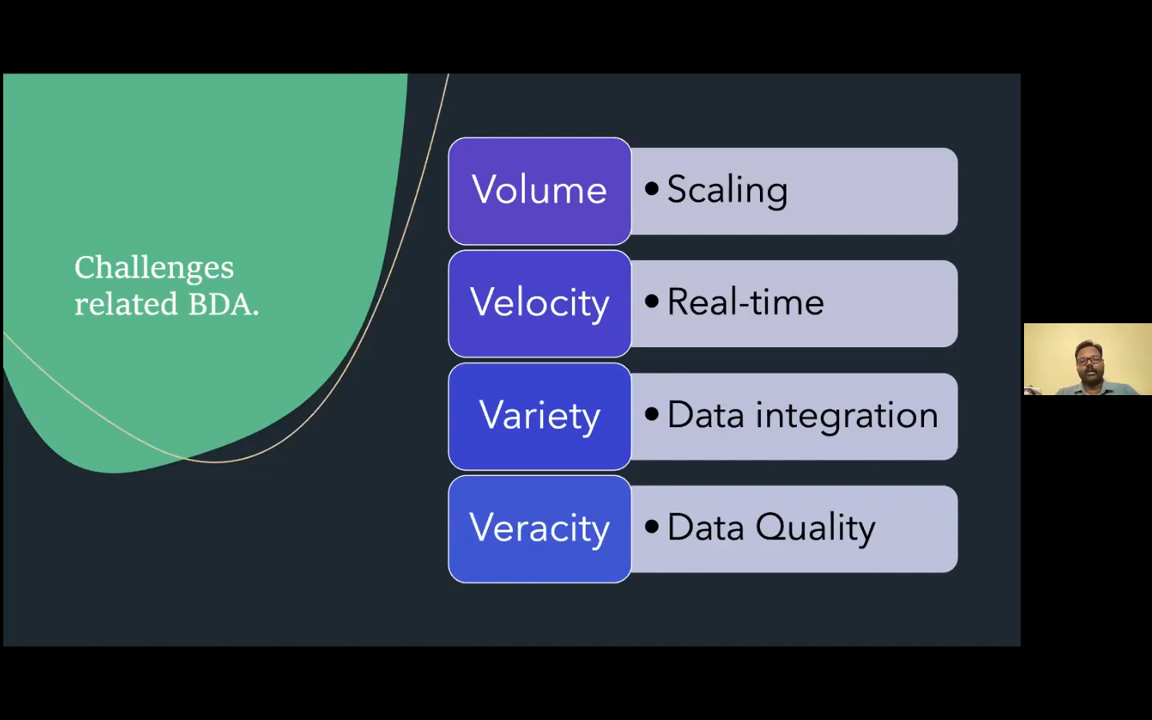 Challenges
related BDA.
Volume
• Scaling
Velocity
• Real-time
Variety
• Data integration
Veracity
• Data Quality